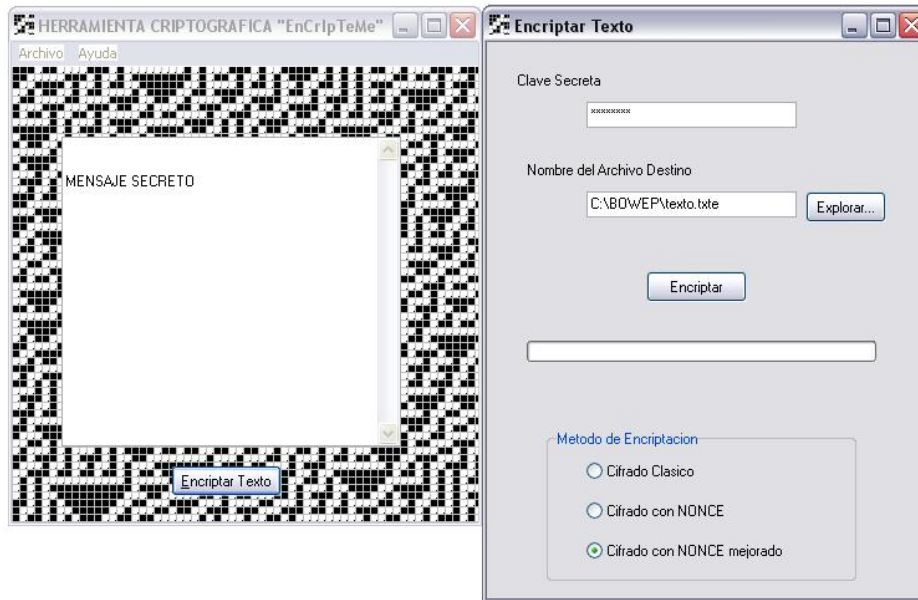 HERRAMIENTA CRIPTOGRAFICA "EnCrIpTeMe"
Archivo Ayuda
MENSAJE SECRETO
Encriptar Texto
Encriptar Texto
Clave Secreta
********
Nombre del Archivo Destino
C:\BOWEP\texto.txte
Explorar...
Encriptar
Metodo de Encriptacion
Cifrado Clasico
Cifrado con NONCE
Cifrado con NONCE mejorado